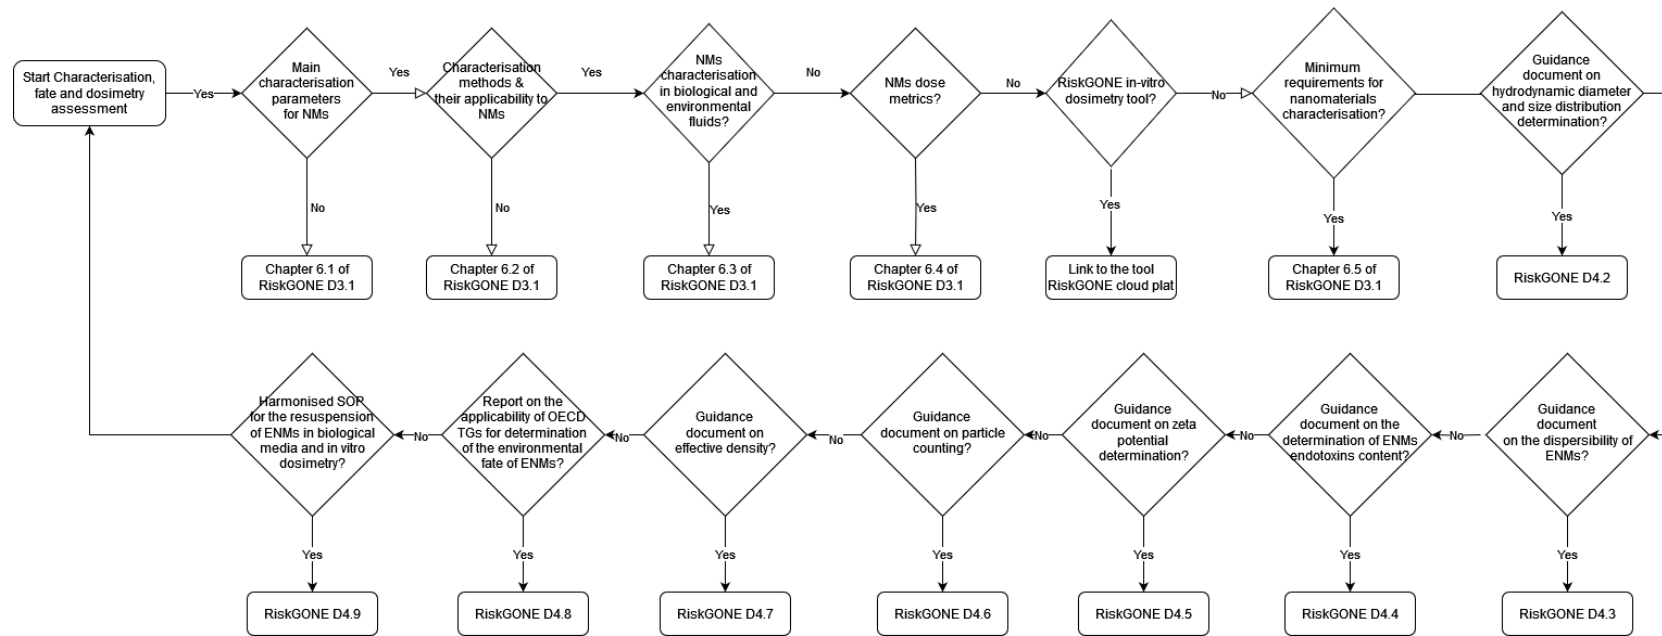 Start Characterisation,
fate and dosimetry
assessment
Yes
Main
characterisation
parameters
for NMs
Yes
Characterisation
methods &
their applicability to
NMs
Yes
NMs
characterisation
in biological and
environmental
fluids?
No
NMs dose
metrics?
No
RiskGONE in-vitro
dosimetry tool?
No
Minimum
requirements for
nanomaterials
characterisation?
Guidance
document on
hydrodynamic diameter
and size distribution
determination?
No
No
Yes
Yes
Yes
Yes
Yes
Chapter 6.1 of
RiskGONE D3.1
Chapter 6.2 of
RiskGONE D3.1
Chapter 6.3 of
RiskGONE D3.1
Chapter 6.4 of
RiskGONE D3.1
Link to the tool
RiskGONE cloud plat
Chapter 6.5 of
RiskGONE D3.1
RiskGONE D4.2
Harmonised SOP
for the resuspension
of ENMs in biological
media and in vitro
dosimetry?
No
Report on the
applicability of OECD
TGs for determination
of the environmental
fate of ENMs?
No
Guidance
document on
effective density?
No
Guidance
document on particle
counting?
No
Guidance
document on zeta
potential
determination?
No
Guidance
document on the
determination of ENMs
endotoxins content?
No
Guidance
document
on the dispersibility of
ENMs?
Yes
Yes
Yes
Yes
Yes
Yes
Yes
RiskGONE D4.9
RiskGONE D4.8
RiskGONE D4.7
RiskGONE D4.6
RiskGONE D4.5
RiskGONE D4.4
RiskGONE D4.3